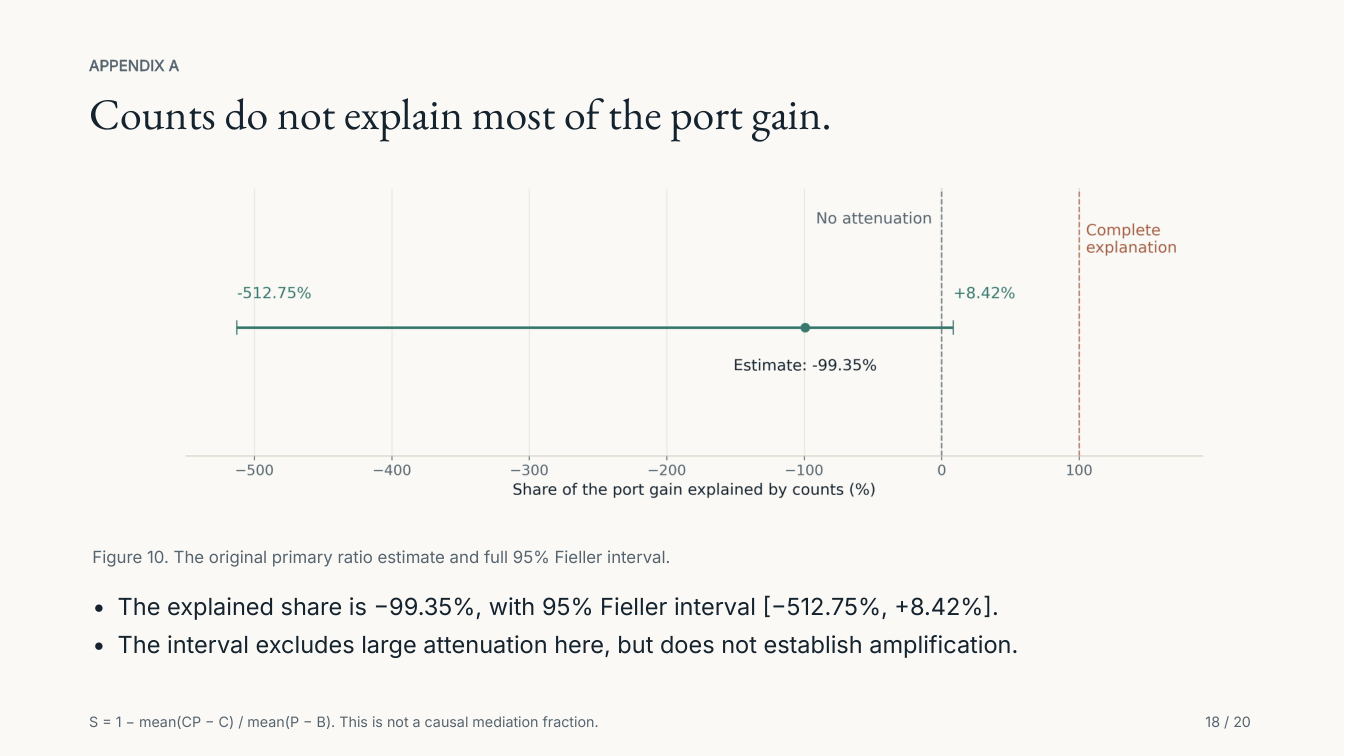 APPENDIX A
Counts do not explain most of the port gain.
No attenuation
Complete
explanation
-512.75%
+8.42%
Estimate: -99.35%
−500
−400
−300
−200
−100
0
100
Share of the port gain explained by counts (%)
Figure 10. The original primary ratio estimate and full 95% Fieller interval.
• The explained share is −99.35%, with 95% Fieller interval [−512.75%, +8.42%].
• The interval excludes large attenuation here, but does not establish amplification.
S = 1 − mean(CP − C) / mean(P − B). This is not a causal mediation fraction.
18 / 20